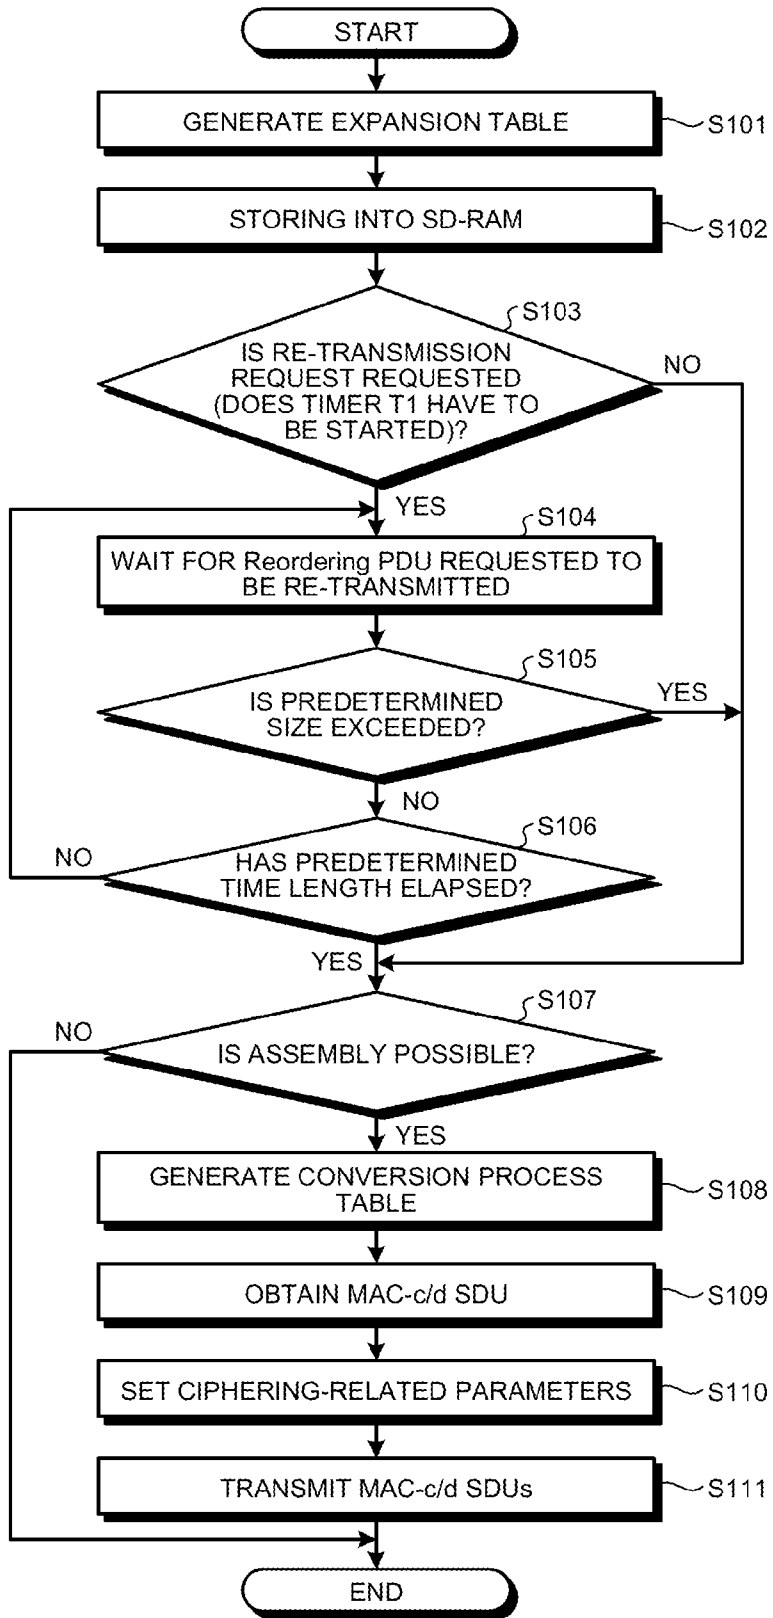 START
GENERATE EXPANSION TABLE
S101
STORING INTO SD-RAM
S102
S103
IS RE-TRANSMISSION
REQUEST REQUESTED
(DOES TIMER T1 HAVE TO
BE STARTED)?
NO
YES
S104
WAIT FOR Reordering PDU REQUESTED TO
BE RE-TRANSMITTED
S105
IS PREDETERMINED
SIZE EXCEEDED?
YES
NO
S106
HAS PREDETERMINED
TIME LENGTH ELAPSED?
NO
YES
S107
IS ASSEMBLY POSSIBLE?
NO
YES
GENERATE CONVERSION PROCESS
TABLE
S108
OBTAIN MAC-c/d SDU
S109
SET CIPHERING-RELATED PARAMETERS
S110
TRANSMIT MAC-c/d SDUs
S111
END